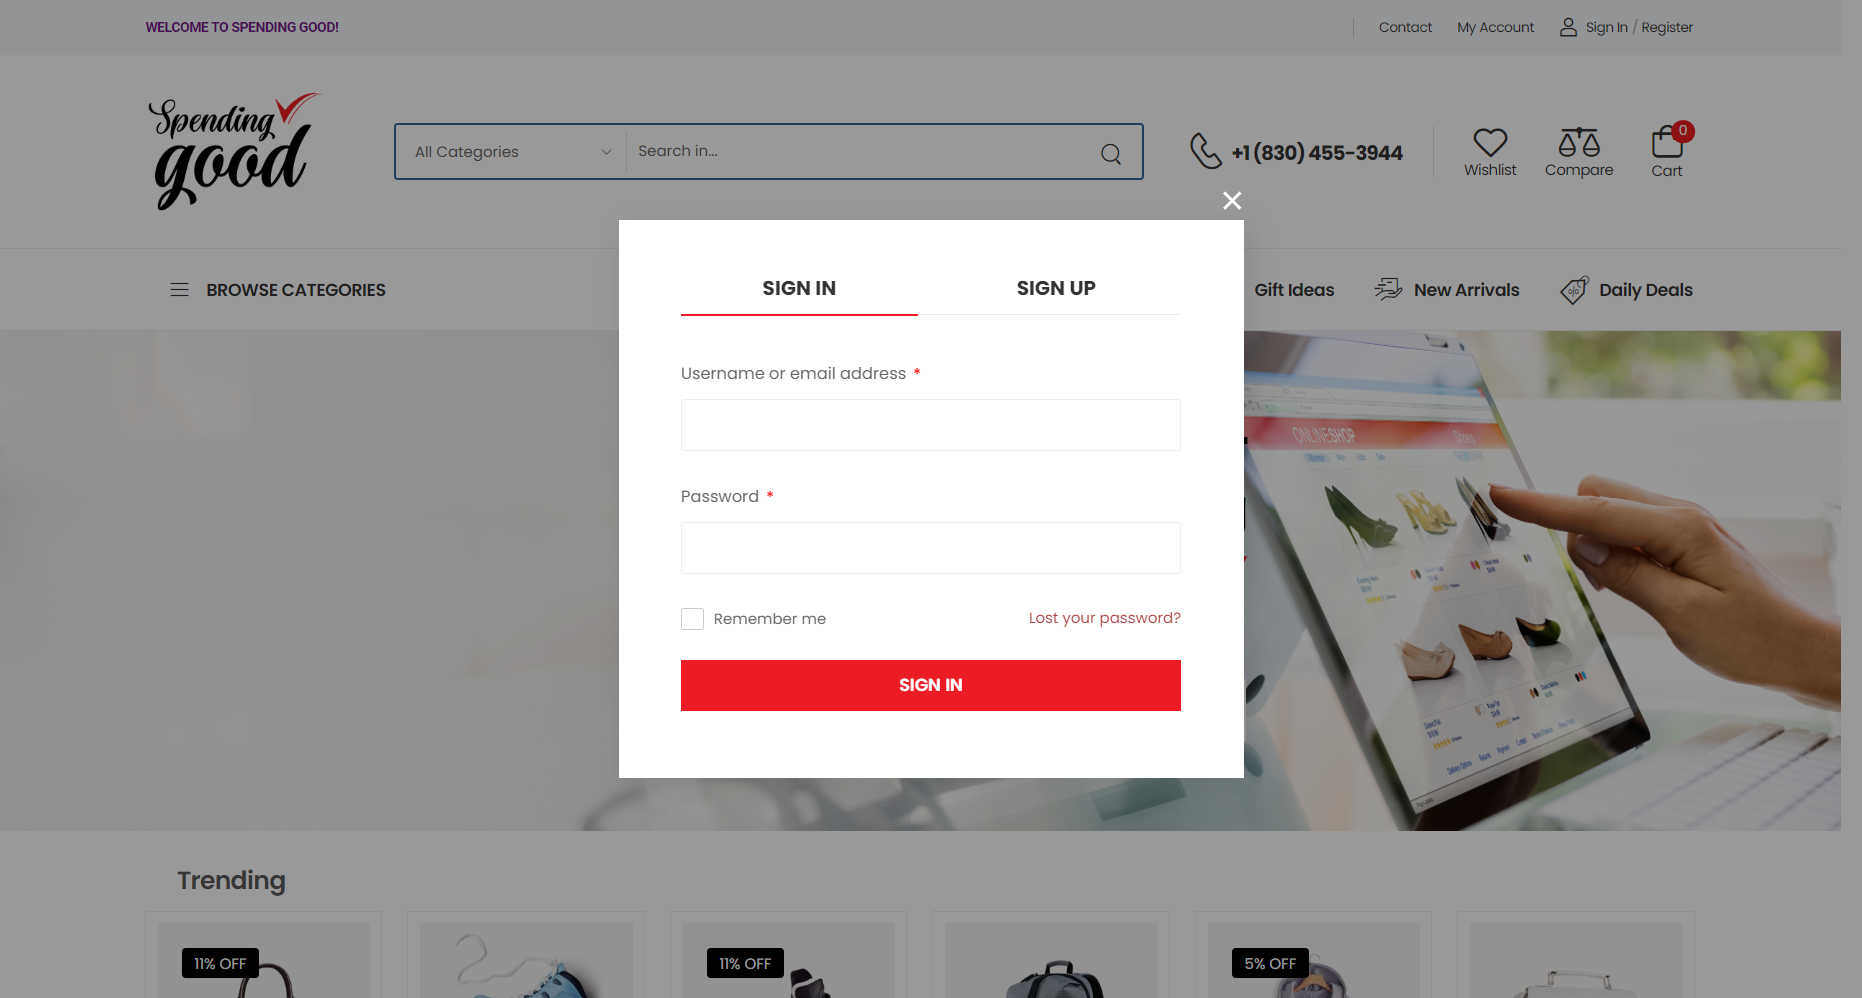 WELCOME TO SPENDING GOOD!
Contact
My Account
Sign In / Register
Spending
good
All Categories
Search in...
+1 (830) 455-3944
Wishlist
Compare
0
Cart
BROWSE CATEGORIES
Gift Ideas
New Arrivals
Daily Deals
SIGN IN
SIGN UP
Username or email address *
Password *
Remember me
Lost your password?
SIGN IN
ONLINESHOP
Shoes
Trending
11% OFF
11% OFF
5% OFF